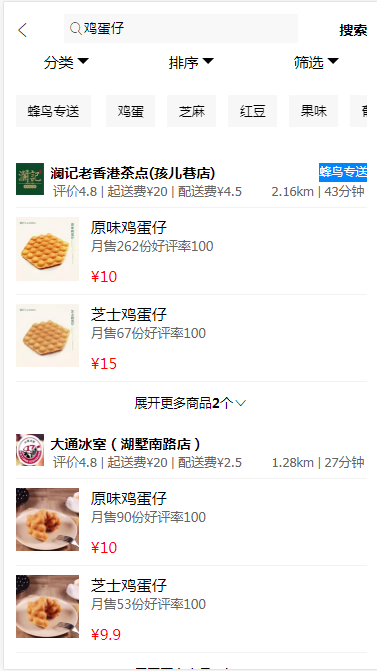 鸡蛋仔 搜索
分类 排序 筛选
蜂鸟专送 鸡蛋 芝麻 红豆 果味
澜记老香港茶点(孩儿巷店) 蜂鸟专送
评价4.8 | 起送费¥20 | 配送费¥4.5 2.16km | 43分钟
原味鸡蛋仔
月售262份好评率100
¥10
芝士鸡蛋仔
月售67份好评率100
¥15
展开更多商品2个
大通冰室（湖墅南路店）
评价4.8 | 起送费¥20 | 配送费¥2.5 1.28km | 27分钟
原味鸡蛋仔
月售90份好评率100
¥10
芝士鸡蛋仔
月售53份好评率100
¥9.9